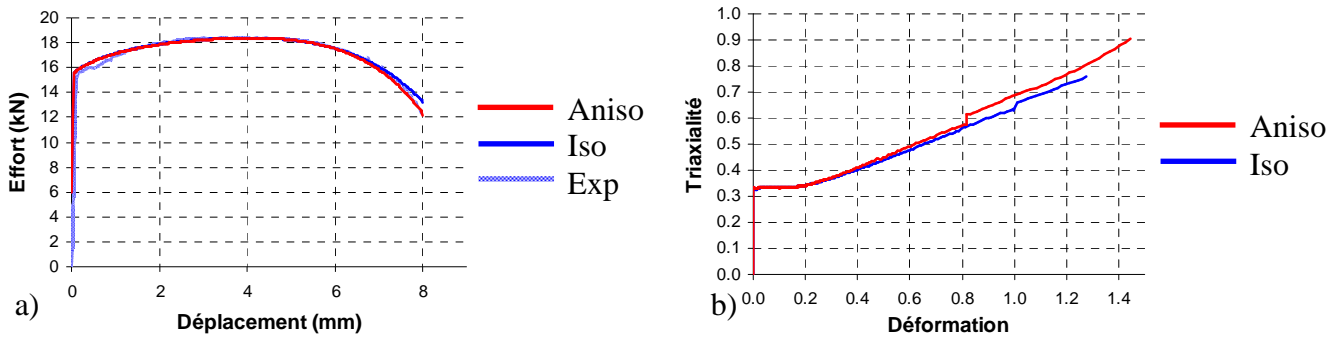 Effort (kN)
20
18
16
14
12
10
8
6
4
2
0
0 2 4 6 8
Déplacement (mm)
a)
Aniso
Iso
Exp
Triaxialité
1.0
0.9
0.8
0.7
0.6
0.5
0.4
0.3
0.2
0.1
0.0
0.0 0.2 0.4 0.6 0.8 1.0 1.2 1.4
Déformation
b)
Aniso
Iso